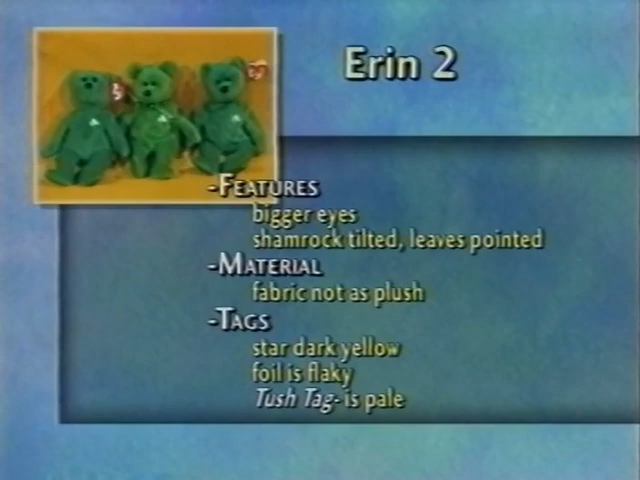 Erin 2
-FEATURES
bigger eyes
shamrock tilted, leaves pointed
-MATERIAL
fabric not as plush
-TAGS
star dark yellow
foil is flaky
Tush Tag- is pale